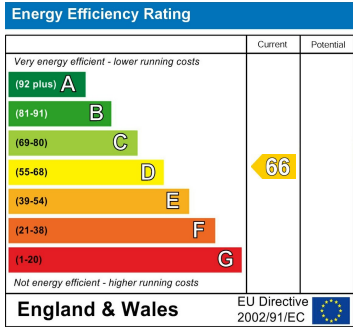 Energy Efficiency Rating
Current Potential
Very energy efficient - lower running costs
(92 plus) A
(81-91) B
(69-80) C
(55-68) D
66
(39-54) E
(21-38) F
(1-20) G
Not energy efficient - higher running costs
England & Wales
EU Directive
2002/91/EC